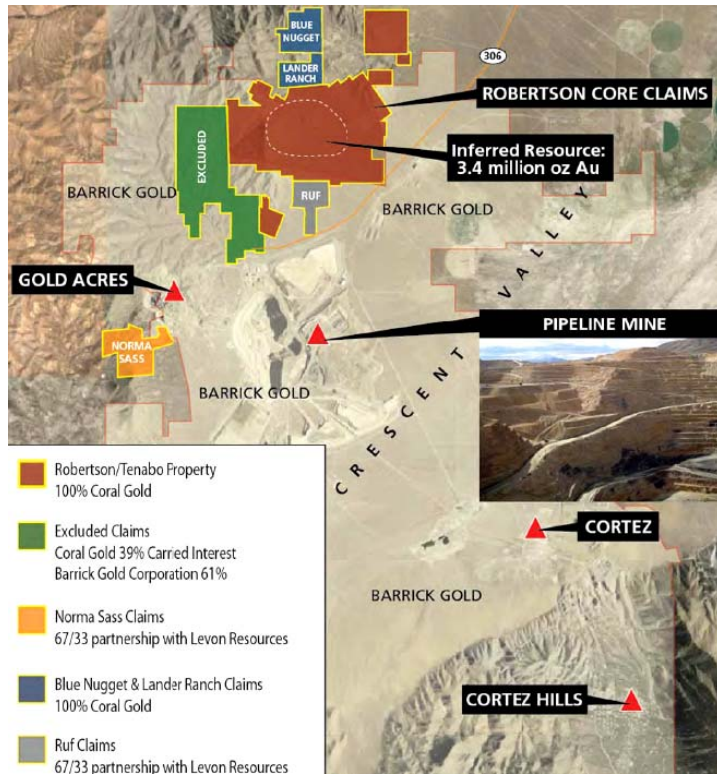 BLUE
NUGGET
LANDER
RANCH
306
ROBERTSON CORE CLAIMS
Inferred Resource:
3.4 million oz Au
EXCLUDED
BARRICK GOLD
RUF
BARRICK GOLD
GOLD ACRES
CRESCENT VALLEY
PIPELINE MINE
NORMA
SASS
BARRICK GOLD
Robertson/Tenabo Property
100% Coral Gold
Excluded Claims
Coral Gold 39% Carried Interest
Barrick Gold Corporation 61%
Norma Sass Claims
67/33 partnership with Levon Resources
Blue Nugget & Lander Ranch Claims
100% Coral Gold
Ruf Claims
67/33 partnership with Levon Resources
CORTEZ
BARRICK GOLD
CORTEZ HILLS